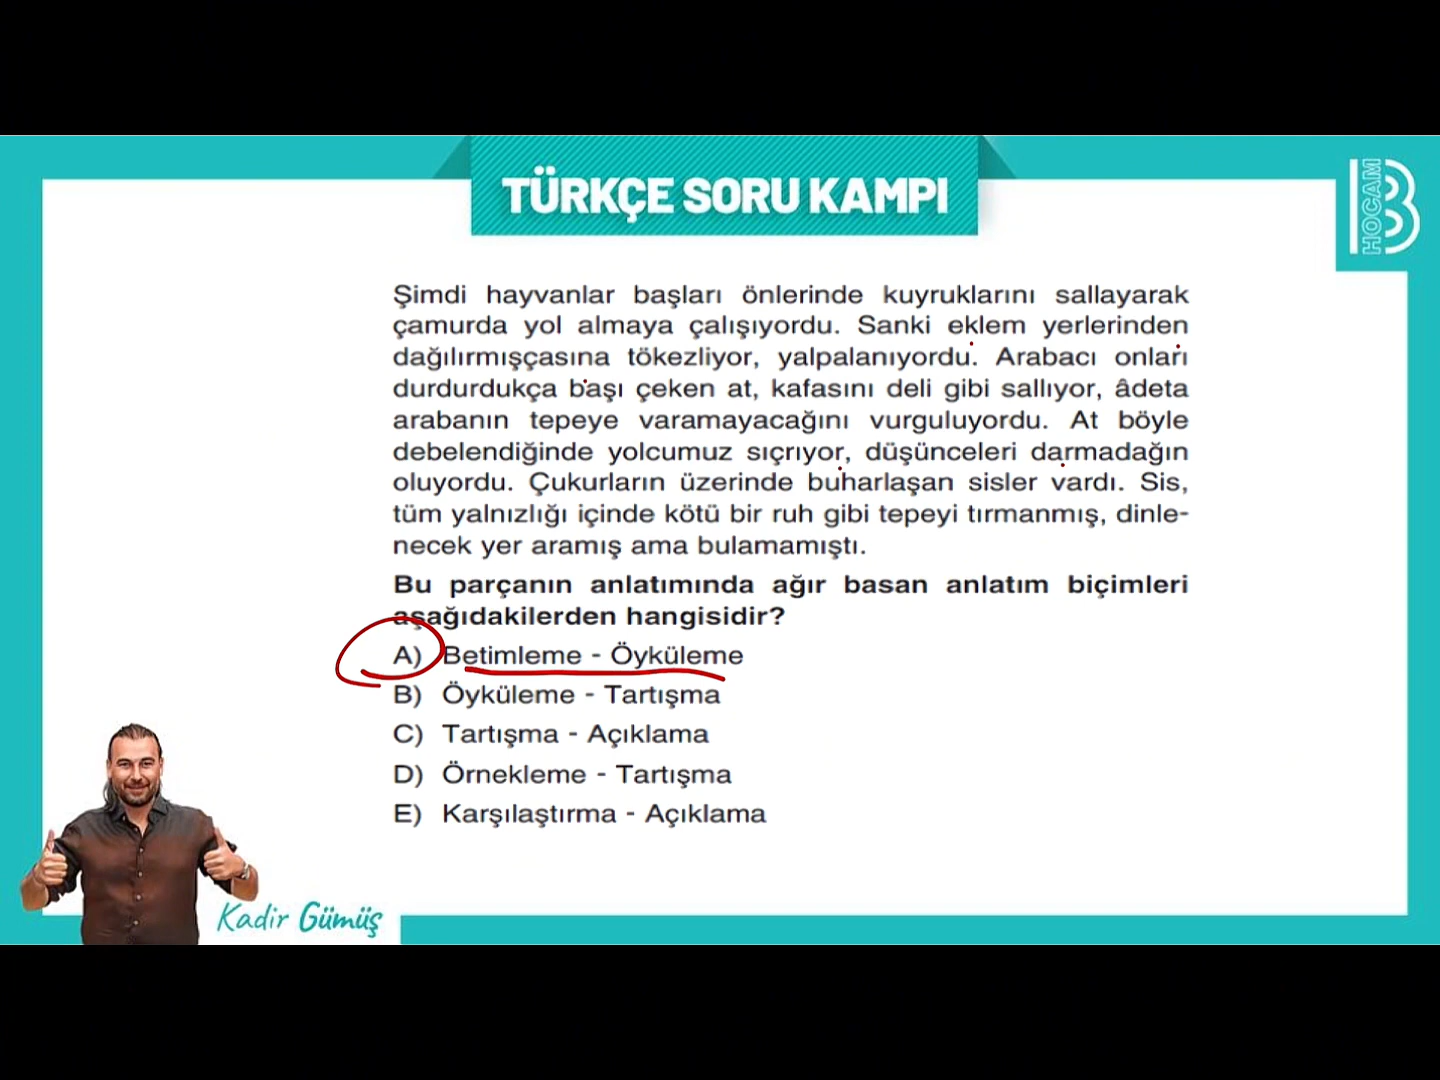 TÜRKÇE SORU KAMPI
B HOCAM
Şimdi hayvanlar başları önlerinde kuyruklarını sallayarak
çamurda yol almaya çalışıyordu. Sanki eklem yerlerinden
dağılırmışçasına tökezliyor, yalpalanıyordu. Arabacı onları
durdurdukça başı çeken at, kafasını deli gibi sallıyor, âdeta
arabanın tepeye varamayacağını vurguluyordu. At böyle
debelendiğinde yolcumuz sıçrıyor, düşünceleri darmadağın
oluyordu. Çukurların üzerinde buharlaşan sisler vardı. Sis,
tüm yalnızlığı içinde kötü bir ruh gibi tepeyi tırmanmış, dinle-
necek yer aramış ama bulamamıştı.
Bu parçanın anlatımında ağır basan anlatım biçimleri
aşağıdakilerden hangisidir?
A) Betimleme - Öyküleme
B) Öyküleme - Tartışma
C) Tartışma - Açıklama
D) Örnekleme - Tartışma
E) Karşılaştırma - Açıklama
Kadir Gümüş